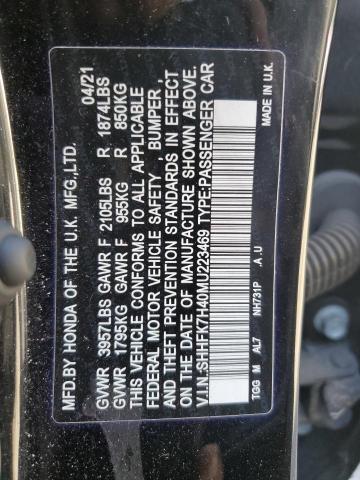 MFD.BY HONDA OF THE U.K. MFG.,LTD. 04/21
GVWR 3957LBS GAWR F 2105LBS R 1874LBS
GVWR 1795KG GAWR F 955KG R 850KG
THIS VEHICLE CONFORMS TO ALL APPLICABLE
FEDERAL MOTOR VEHICLE SAFETY , BUMPER,
AND THEFT PREVENTION STANDARDS IN EFFECT
ON THE DATE OF MANUFACTURE SHOWN ABOVE.
V.I.N.:SHHFK7H40MU223469 TYPE:PASSENGER CAR
TGG M AL7 NH731P .A .U MADE IN U.K.